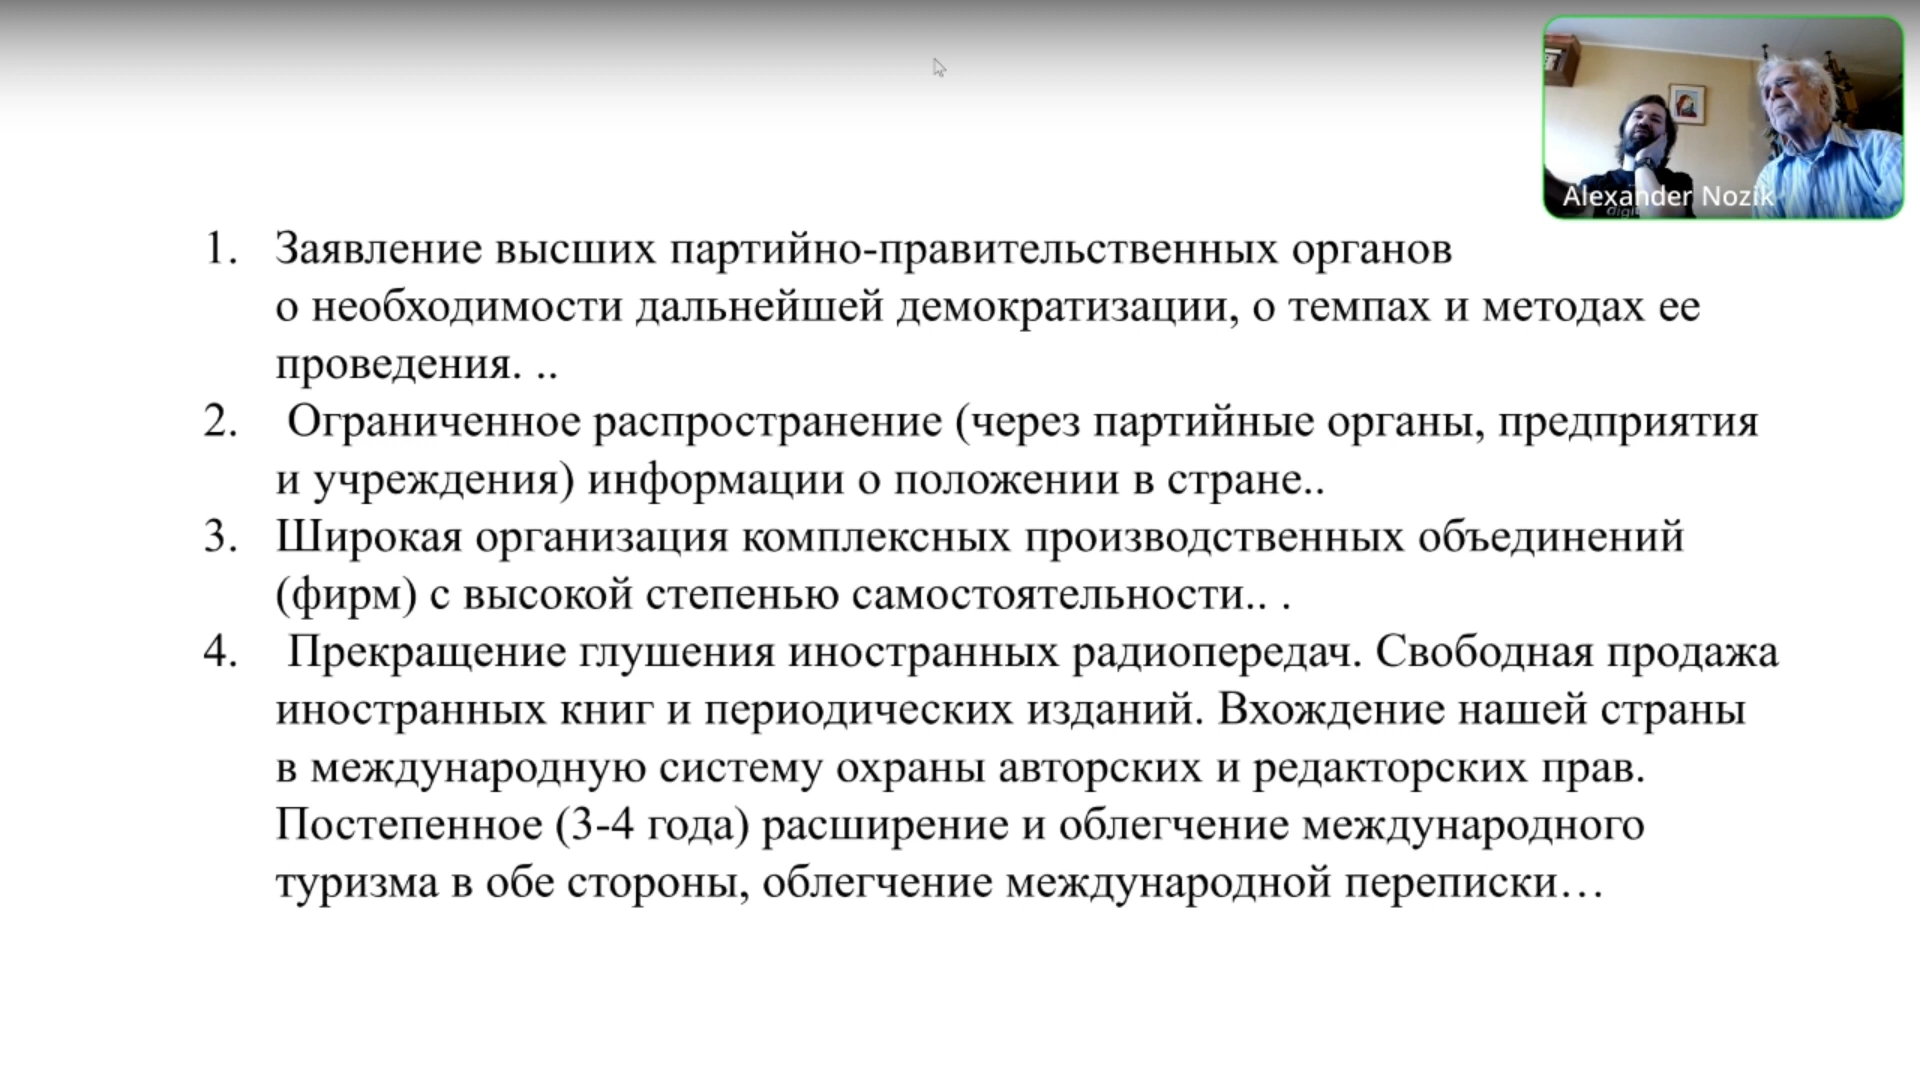 Alexander Nozik
digi
1. Заявление высших партийно-правительственных органов
о необходимости дальнейшей демократизации, о темпах и методах ее
проведения. ..
2. Ограниченное распространение (через партийные органы, предприятия
и учреждения) информации о положении в стране..
3. Широкая организация комплексных производственных объединений
(фирм) с высокой степенью самостоятельности.. .
4. Прекращение глушения иностранных радиопередач. Свободная продажа
иностранных книг и периодических изданий. Вхождение нашей страны
в международную систему охраны авторских и редакторских прав.
Постепенное (3-4 года) расширение и облегчение международного
туризма в обе стороны, облегчение международной переписки…